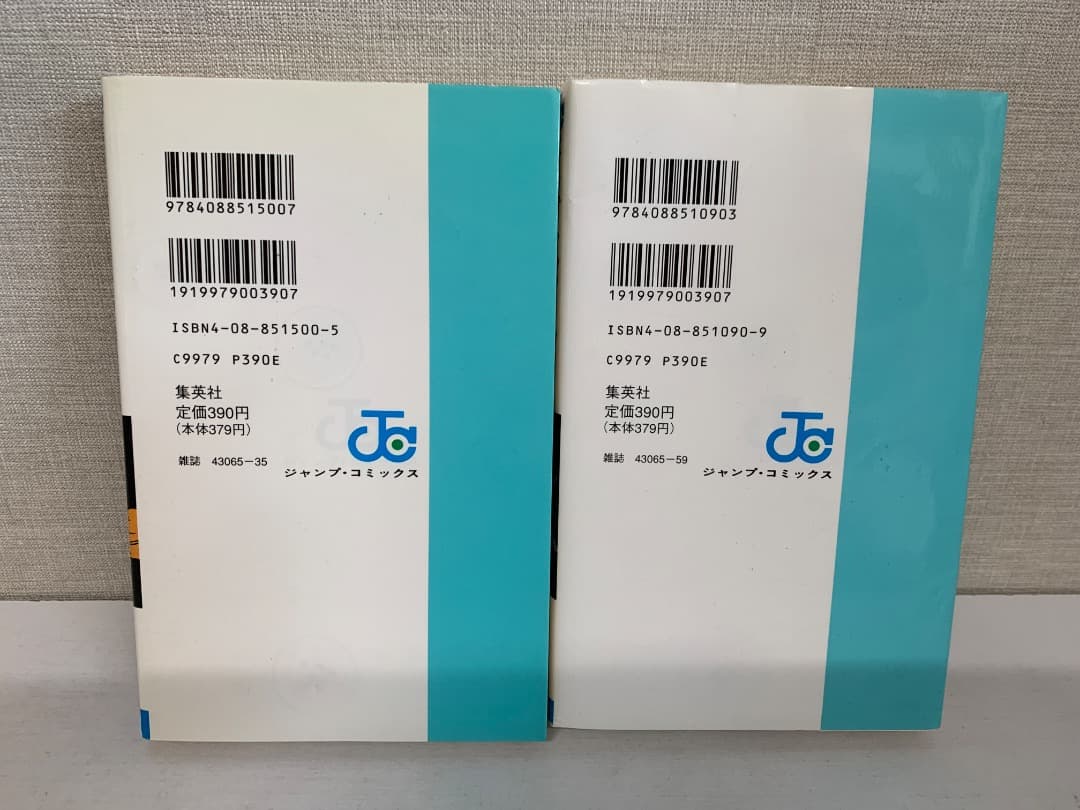 9784088515007
1919979003907
ISBN4-08-851500-5
C9979 P390E
集英社
定価390円
(本体379円)
雑誌 43065-35
JC
ジャンプ・コミックス
9784088510903
1919979003907
ISBN4-08-851090-9
C9979 P390E
集英社
定価390円
(本体379円)
雑誌 43065-59
JC
ジャンプ・コミックス